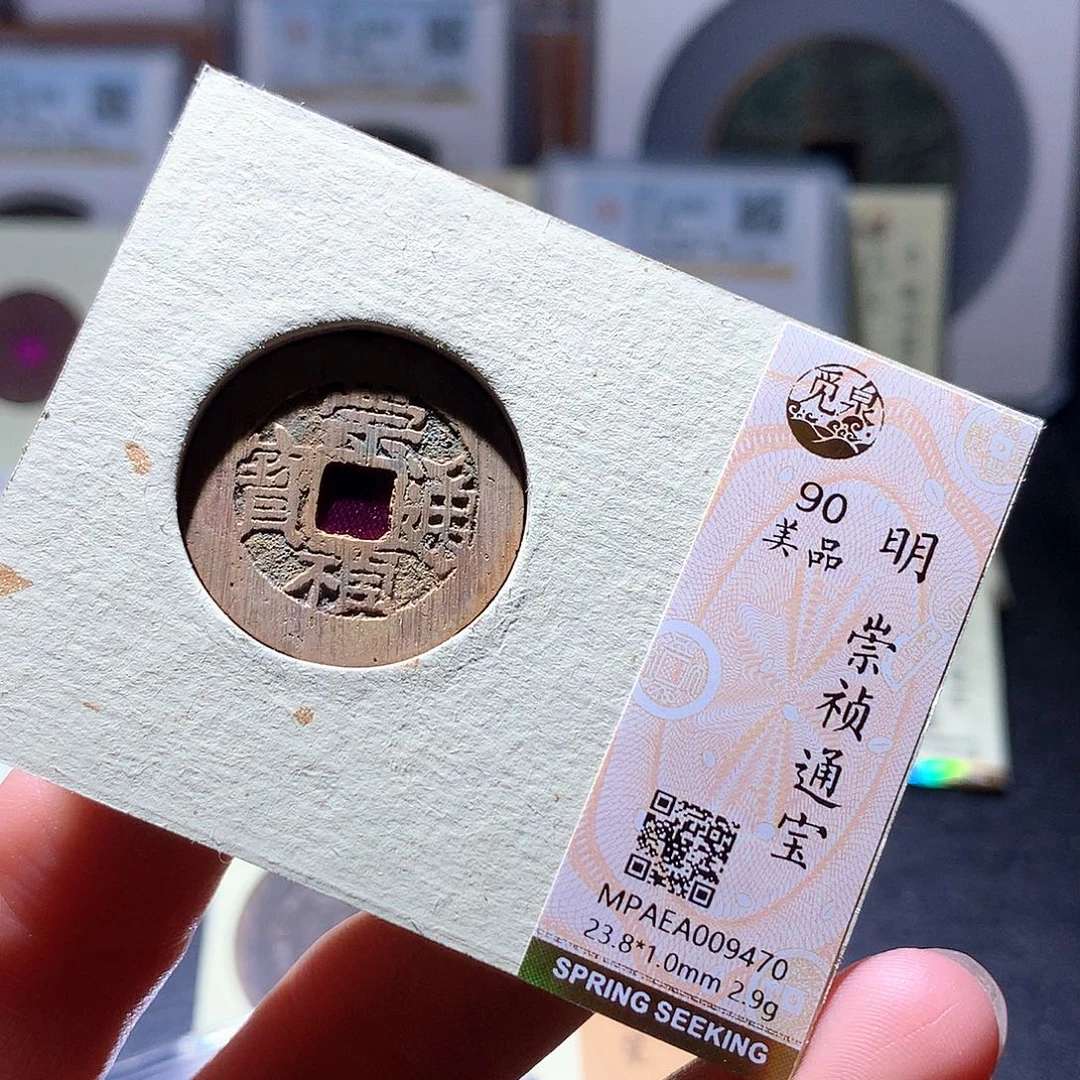 崇禎通寶
觅泉
90
美品
明
崇祯通宝
MPAEA009470
23.8*1.0mm 2.9g
SPRING SEEKING